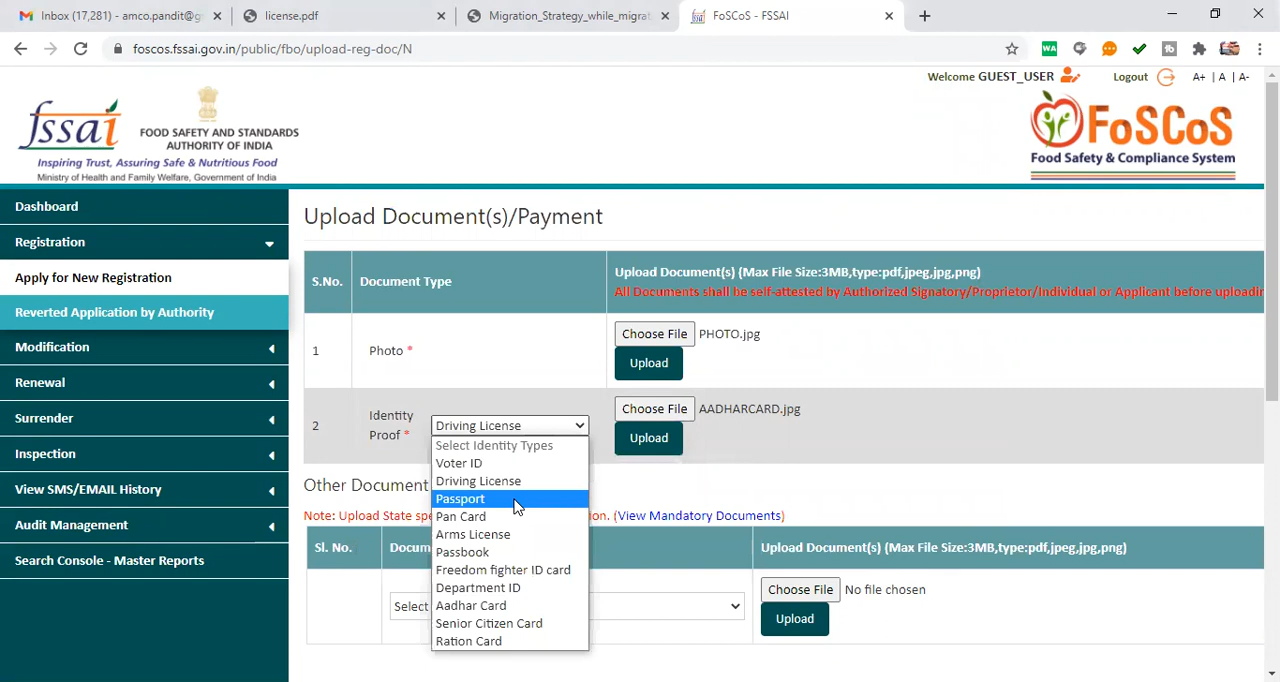 Inbox (17,281) - amco.pandit@g
license.pdf
Migration_Strategy_while_migrat
FoSCoS - FSSAI
foscos.fssai.gov.in/public/fbo/upload-reg-doc/N
WA
Welcome GUEST_USER
Logout
A+ | A | A-
fssai
FOOD SAFETY AND STANDARDS
AUTHORITY OF INDIA
Inspiring Trust, Assuring Safe & Nutritious Food
Ministry of Health and Family Welfare, Government of India
FoSCoS
Food Safety & Compliance System
Dashboard
Registration
Apply for New Registration
Reverted Application by Authority
Modification
Renewal
Surrender
Inspection
View SMS/EMAIL History
Audit Management
Search Console - Master Reports
Upload Document(s)/Payment
S.No.
Document Type
Upload Document(s) (Max File Size:3MB,type:pdf,jpeg,jpg,png)
All Documents shall be self-attested by Authorized Signatory/Proprietor/Individual or Applicant before uploadin
1
Photo *
Choose File PHOTO.jpg
Upload
2
Identity
Proof *
Driving License
Choose File AADHARCARD.jpg
Upload
Select Identity Types
Voter ID
Driving License
Passport
Pan Card
Arms License
Passbook
Freedom fighter ID card
Department ID
Aadhar Card
Senior Citizen Card
Ration Card
Other Document
Note: Upload State spe
ion. (View Mandatory Documents)
Sl. No.
Docum
Upload Document(s) (Max File Size:3MB,type:pdf,jpeg,jpg,png)
Select
Choose File No file chosen
Upload